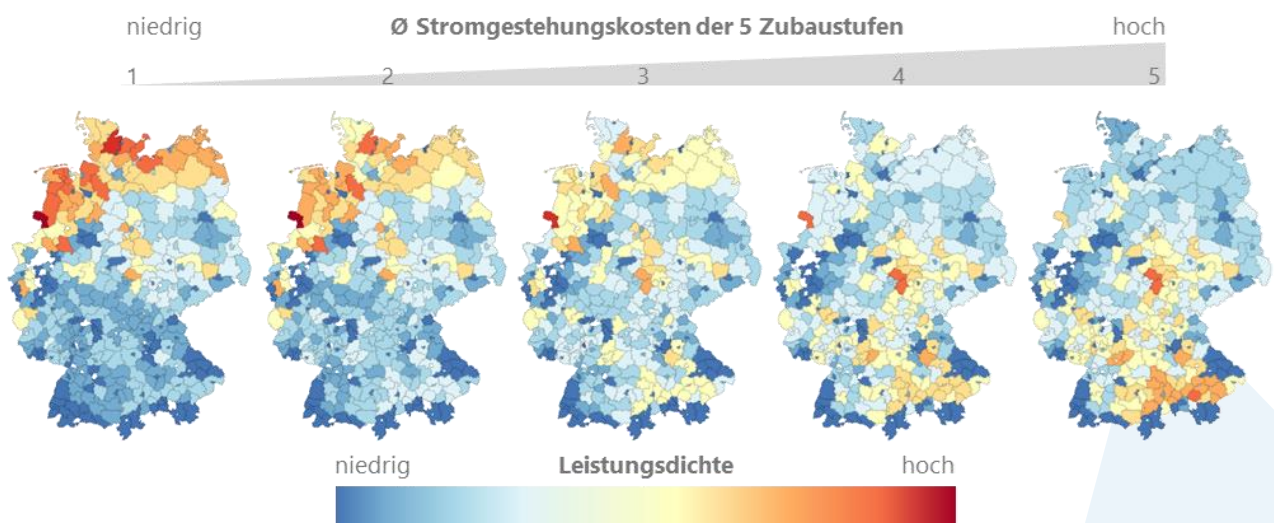 niedrig Ø Stromgestehungskosten der 5 Zubaustufen hoch
1 2 3 4 5
niedrig Leistungsdichte hoch